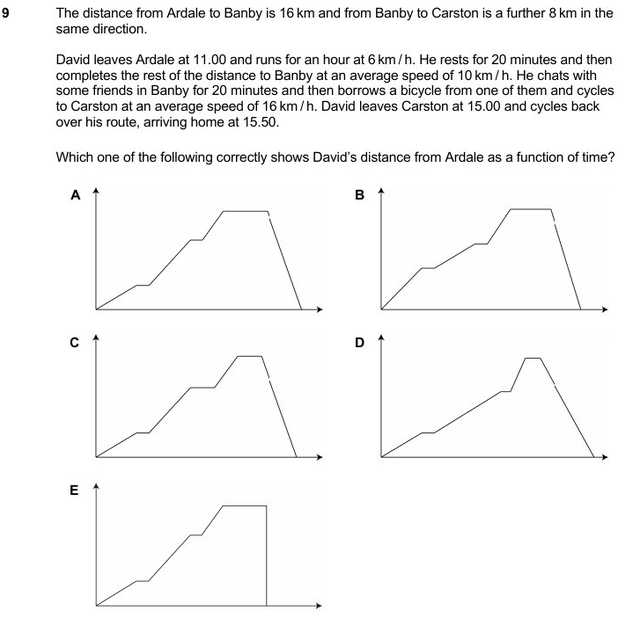 9 The distance from Ardale to Banby is 16 km and from Banby to Carston is a further 8 km in the
same direction.
David leaves Ardale at 11.00 and runs for an hour at 6 km / h. He rests for 20 minutes and then
completes the rest of the distance to Banby at an average speed of 10 km / h. He chats with
some friends in Banby for 20 minutes and then borrows a bicycle from one of them and cycles
to Carston at an average speed of 16 km / h. David leaves Carston at 15.00 and cycles back
over his route, arriving home at 15.50.
Which one of the following correctly shows David's distance from Ardale as a function of time?
A
B
C
D
E